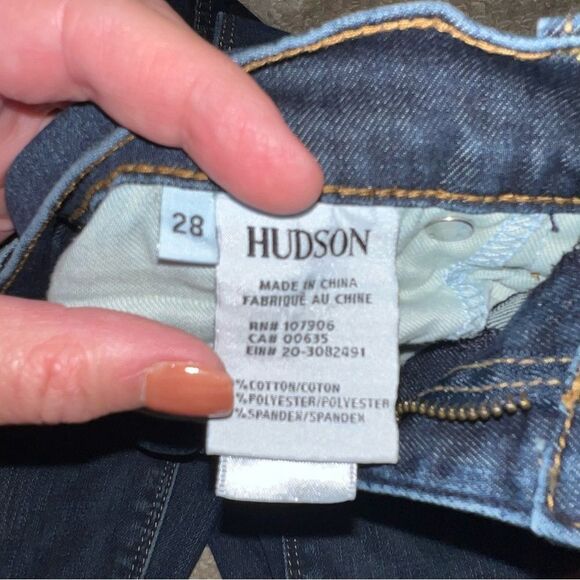 28
HUDSON
MADE IN CHINA
FABRIQUÉ AU CHINE
RN# 107906
CA# 00635
EIN# 20-3082491
%COTTON/COTON
%POLYESTER/POLYESTER
%SPANDEX/SPANDEX